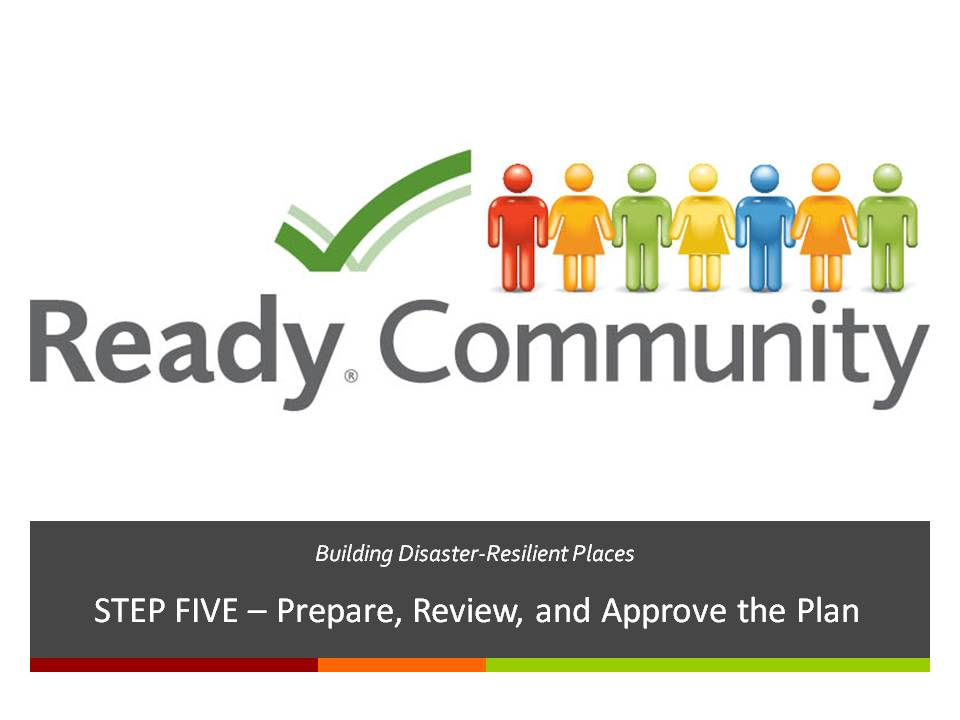 Ready® Community
Building Disaster-Resilient Places
STEP FIVE – Prepare, Review, and Approve the Plan